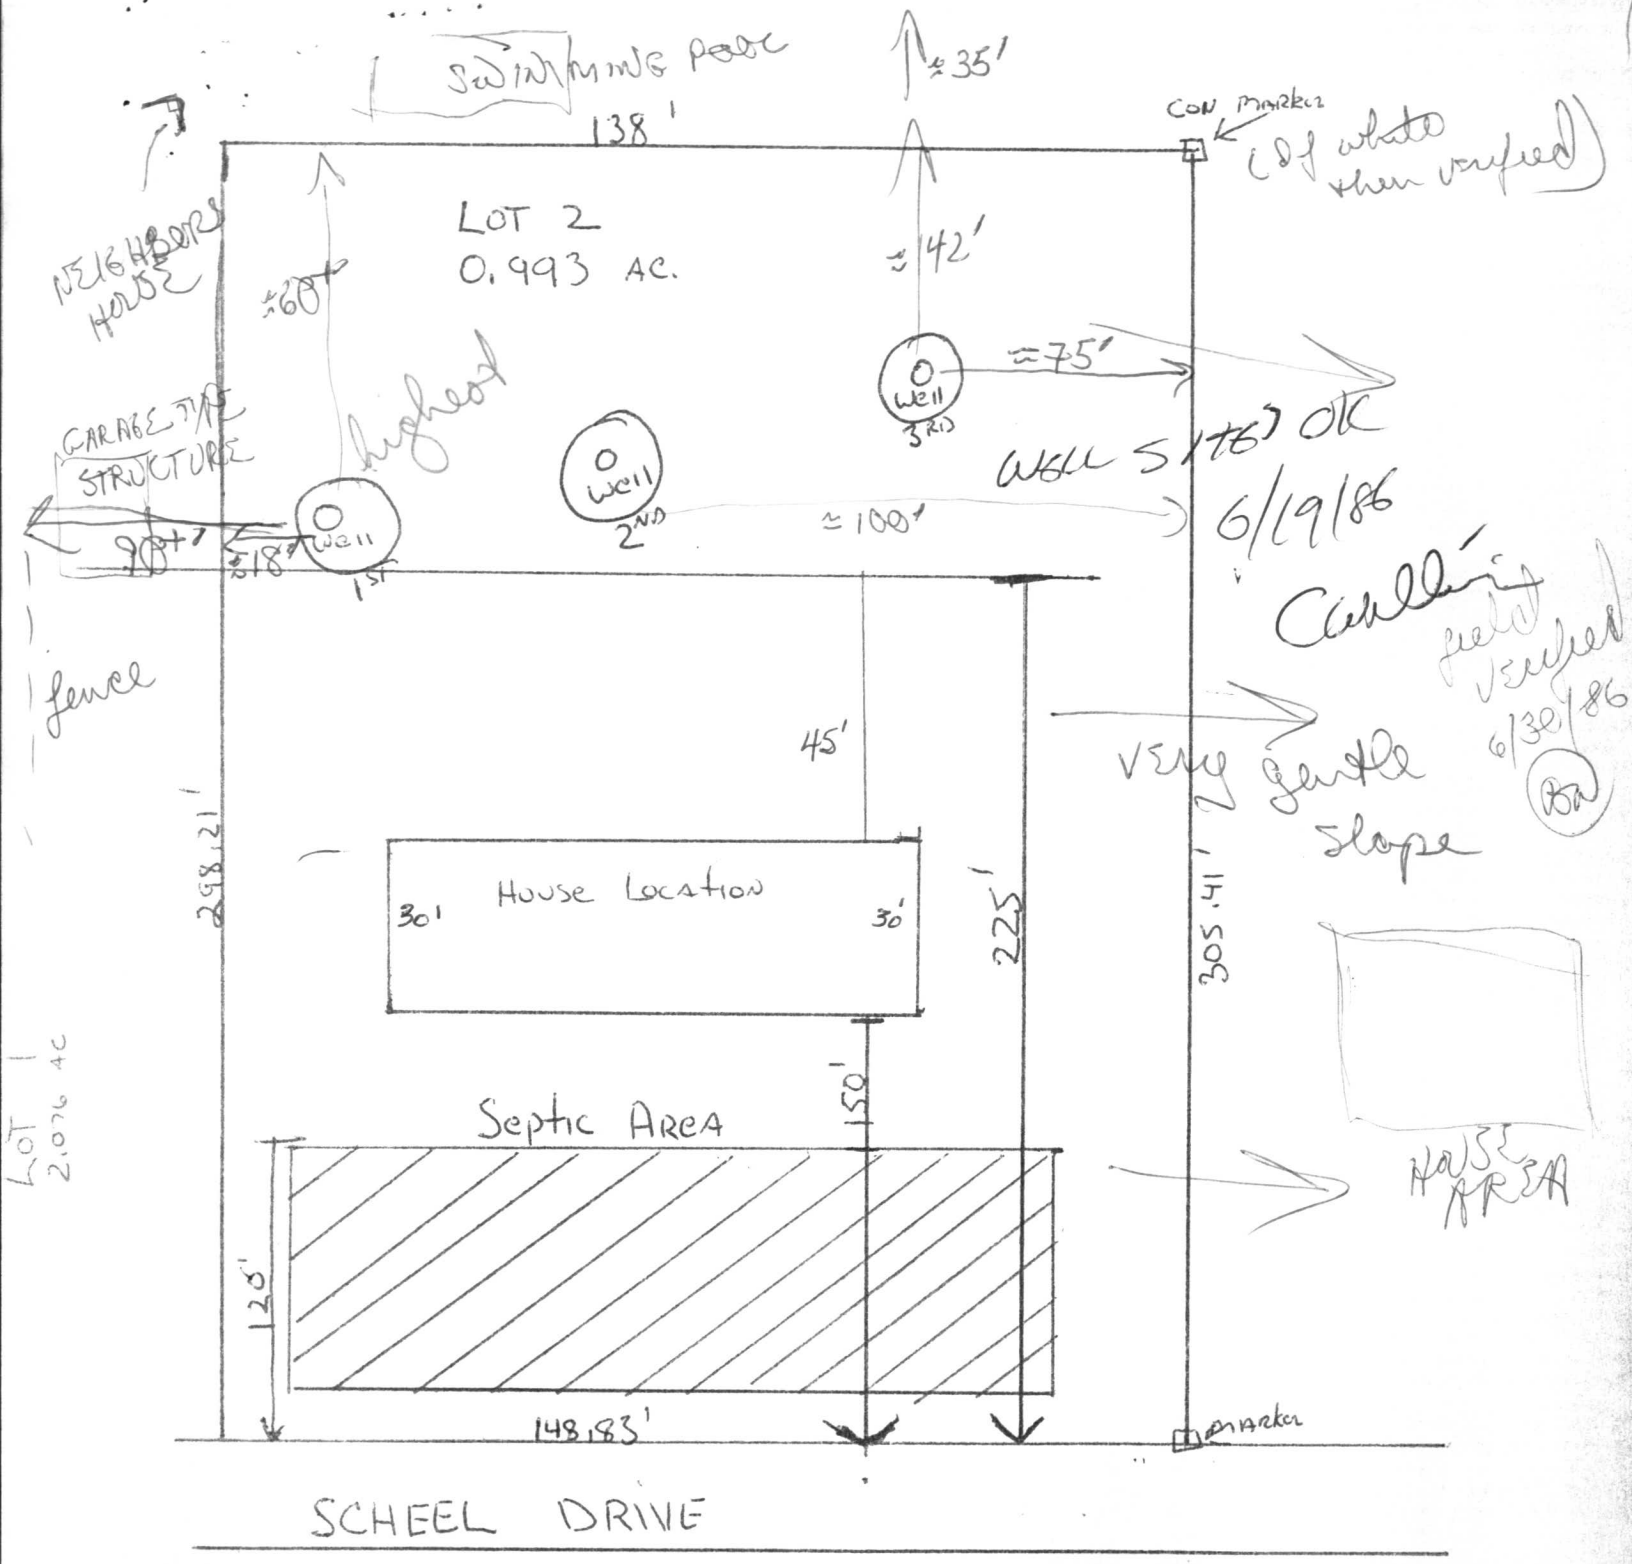 SWIMMING POOL
≈35'
138'
CON MARKER
(If white
then verified)
LOT 2
0.993 AC.
NEIGHBORS
HOUSE
≈60'+
≈42'
highest
≈75'
well
3RD
GARAGE TYPE
STRUCTURE
well
2ND
WELL SITES OK
6/19/86
≈100'
well
1ST
90+'
≈18'
field
verified
6/30/86
BN
fence
45'
very gentle
slope
298.21'
House Location
30'
30'
225'
305.41'
LOT 1
2.076 AC
150'
Septic Area
HOUSE
AREA
120'
148.83'
MARKER
SCHEEL DRIVE